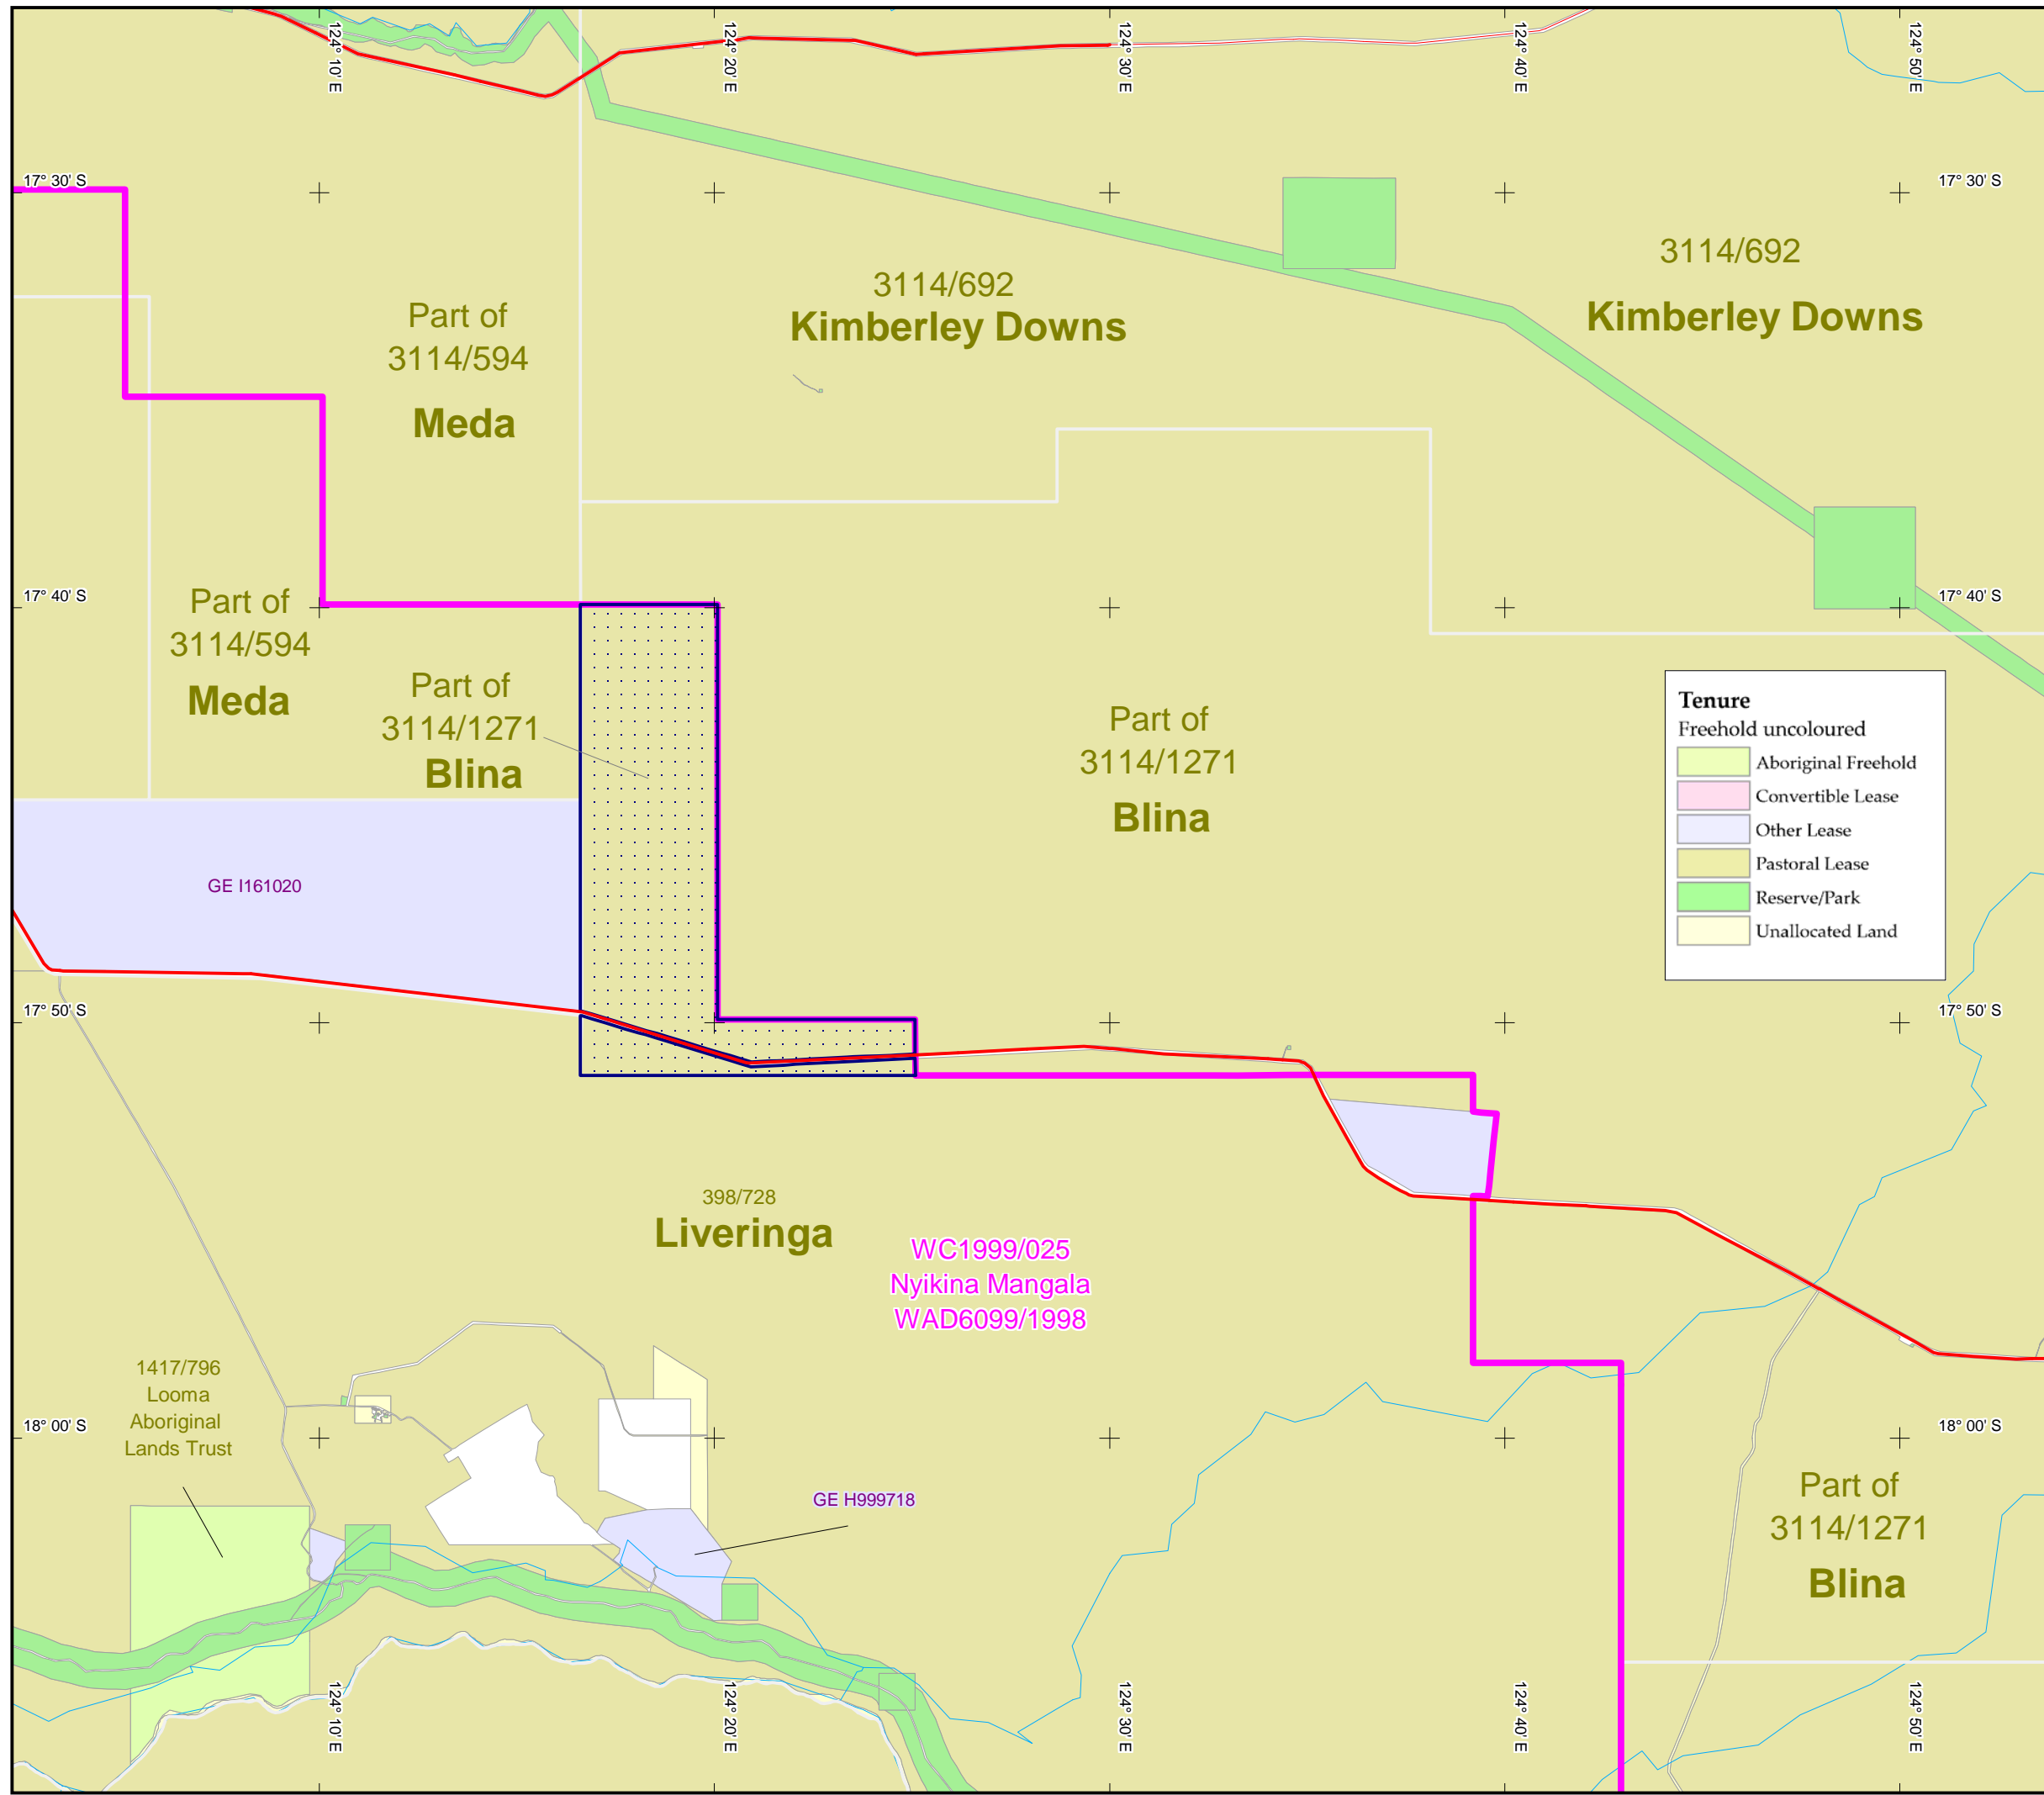 124° 10' E
124° 20' E
124° 30' E
124° 40' E
124° 50' E
17° 30' S
17° 30' S
3114/692
Kimberley Downs
3114/692
Kimberley Downs
Part of
3114/594
Meda
17° 40' S
17° 40' S
Part of
3114/594
Meda
Part of
3114/1271
Blina
Part of
3114/1271
Blina
Tenure
Freehold uncoloured
Aboriginal Freehold
Convertible Lease
Other Lease
Pastoral Lease
Reserve/Park
Unallocated Land
GE I161020
17° 50' S
17° 50' S
398/728
Liveringa
WC1999/025
Nyikina Mangala
WAD6099/1998
1417/796
Looma
Aboriginal
Lands Trust
18° 00' S
18° 00' S
GE H999718
Part of
3114/1271
Blina
124° 10' E
124° 20' E
124° 30' E
124° 40' E
124° 50' E